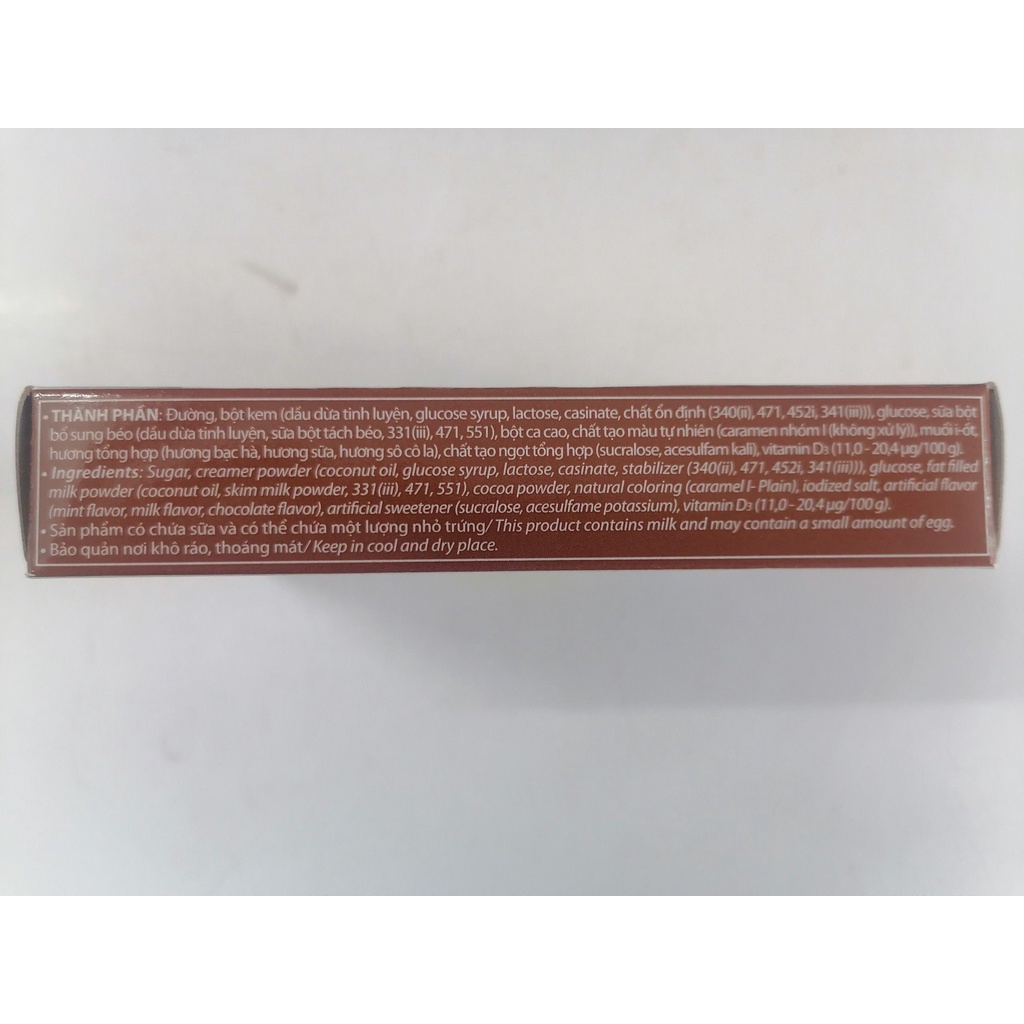 • THÀNH PHẦN: Đường, bột kem (dầu dừa tinh luyện, glucose syrup, lactose, casinate, chất ổn định (340(ii), 471, 452i, 341(iii))), glucose, sữa bột
bổ sung béo (dầu dừa tinh luyện, sữa bột tách béo, 331(iii), 471, 551), bột ca cao, chất tạo màu tự nhiên (caramen nhóm I (không xử lý)), muối i-ốt,
hương tổng hợp (hương bạc hà, hương sữa, hương sô cô la), chất tạo ngọt tổng hợp (sucralose, acesulfam kali), vitamin D3 (11,0 - 20,4 µg/100 g).
• Ingredients: Sugar, creamer powder (coconut oil, glucose syrup, lactose, casinate, stabilizer (340(ii), 471, 452i, 341(iii))), glucose, fat filled
milk powder (coconut oil, skim milk powder, 331(iii), 471, 551), cocoa powder, natural coloring (caramel I- Plain), iodized salt, artificial flavor
(mint flavor, milk flavor, chocolate flavor), artificial sweetener (sucralose, acesulfame potassium), vitamin D3 (11,0 - 20,4 µg/100 g).
• Sản phẩm có chứa sữa và có thể chứa một lượng nhỏ trứng/ This product contains milk and may contain a small amount of egg.
• Bảo quản nơi khô ráo, thoáng mát/ Keep in cool and dry place.